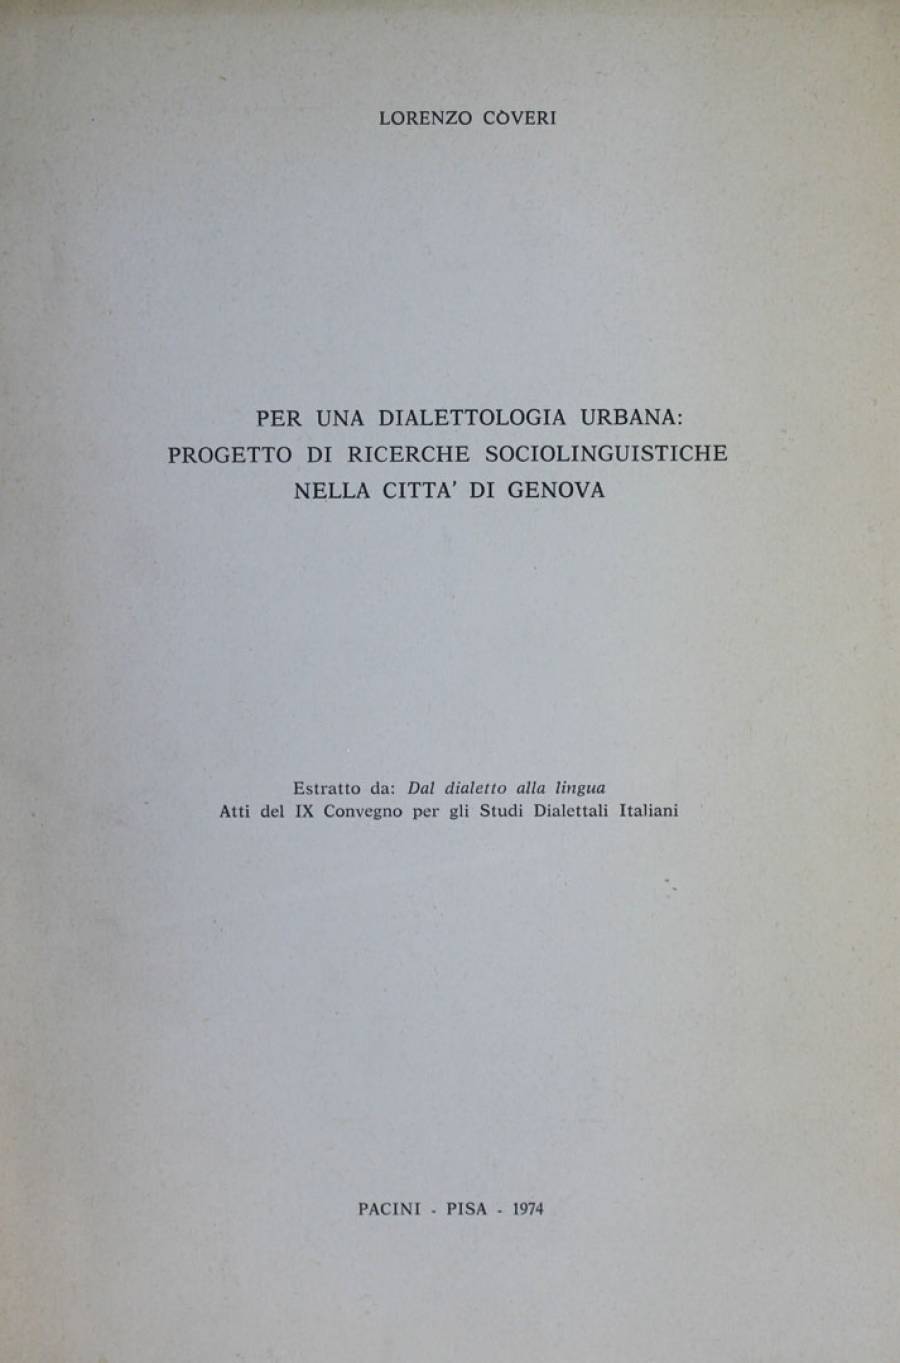 LORENZO CÒVERI
PER UNA DIALETTOLOGIA URBANA:
PROGETTO DI RICERCHE SOCIOLINGUISTICHE
NELLA CITTA' DI GENOVA
Estratto da: Dal dialetto alla lingua
Atti del IX Convegno per gli Studi Dialettali Italiani
PACINI - PISA - 1974